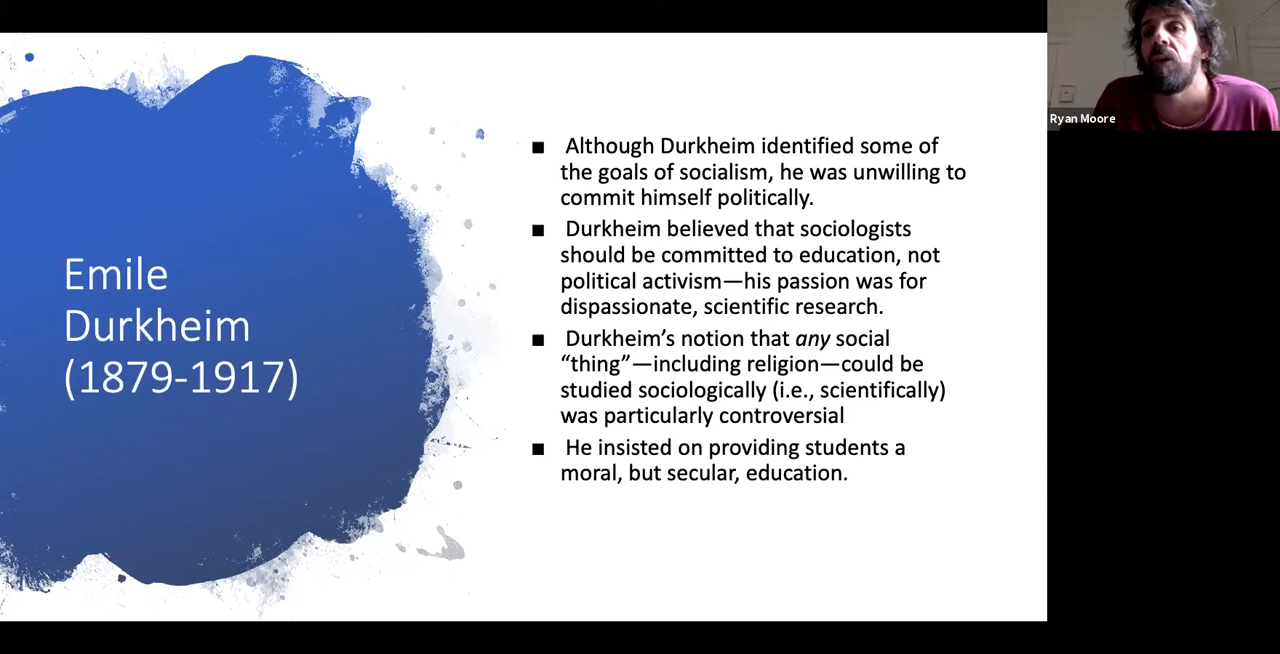 Emile
Durkheim
(1879-1917)
■ Although Durkheim identified some of
the goals of socialism, he was unwilling to
commit himself politically.
■ Durkheim believed that sociologists
should be committed to education, not
political activism—his passion was for
dispassionate, scientific research.
■ Durkheim’s notion that any social
“thing”—including religion—could be
studied sociologically (i.e., scientifically)
was particularly controversial
■ He insisted on providing students a
moral, but secular, education.
Ryan Moore